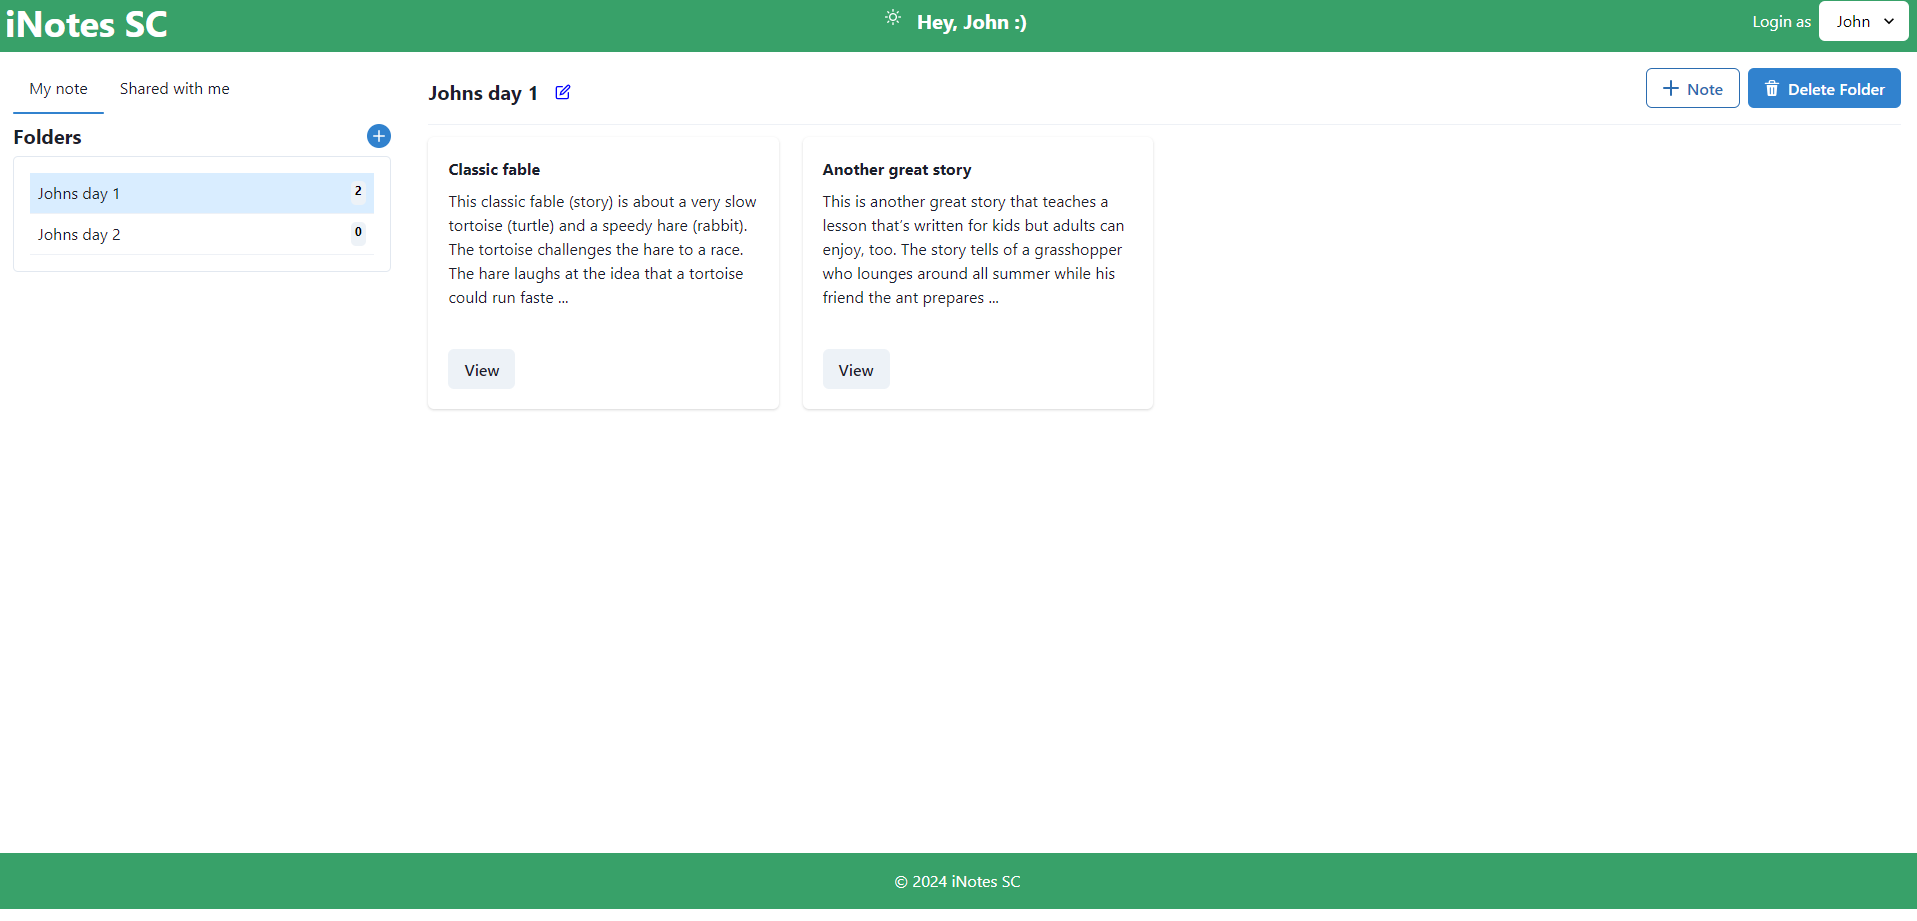 iNotes SC
Hey, John :)
Login as
John
My note
Shared with me
Folders
Johns day 1
2
Johns day 2
0
Johns day 1
Note
Delete Folder
Classic fable
This classic fable (story) is about a very slow
tortoise (turtle) and a speedy hare (rabbit).
The tortoise challenges the hare to a race.
The hare laughs at the idea that a tortoise
could run faste ...
View
Another great story
This is another great story that teaches a
lesson that’s written for kids but adults can
enjoy, too. The story tells of a grasshopper
who lounges around all summer while his
friend the ant prepares ...
View
© 2024 iNotes SC